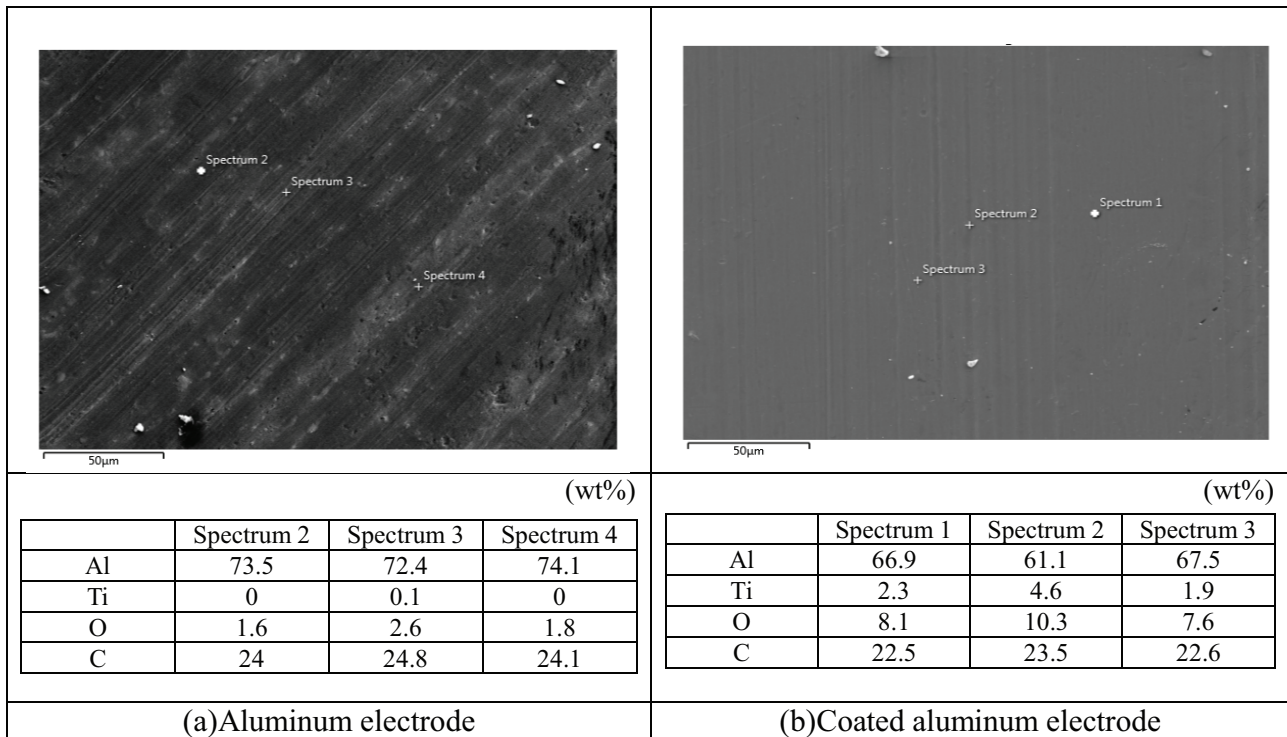 Spectrum 2
Spectrum 3
Spectrum 4
50μm
Spectrum 1
Spectrum 2
Spectrum 3
50μm
(wt%)
Spectrum 2 Spectrum 3 Spectrum 4
Al 73.5 72.4 74.1
Ti 0 0.1 0
O 1.6 2.6 1.8
C 24 24.8 24.1
(wt%)
Spectrum 1 Spectrum 2 Spectrum 3
Al 66.9 61.1 67.5
Ti 2.3 4.6 1.9
O 8.1 10.3 7.6
C 22.5 23.5 22.6
(a)Aluminum electrode
(b)Coated aluminum electrode